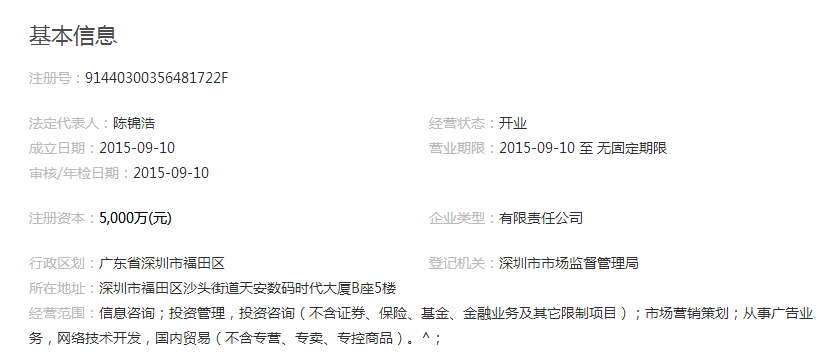 基本信息
注册号：91440300356481722F
法定代表人：陈锦浩 经营状态：开业
成立日期：2015-09-10 营业期限：2015-09-10 至 无固定期限
审核/年检日期：2015-09-10
注册资本：5,000万(元) 企业类型：有限责任公司
行政区划：广东省深圳市福田区 登记机关：深圳市市场监督管理局
所在地址：深圳市福田区沙头街道天安数码时代大厦B座5楼
经营范围：信息咨询；投资管理，投资咨询（不含证券、保险、基金、金融业务及其它限制项目）；市场营销策划；从事广告业
务，网络技术开发，国内贸易（不含专营、专卖、专控商品）。^；